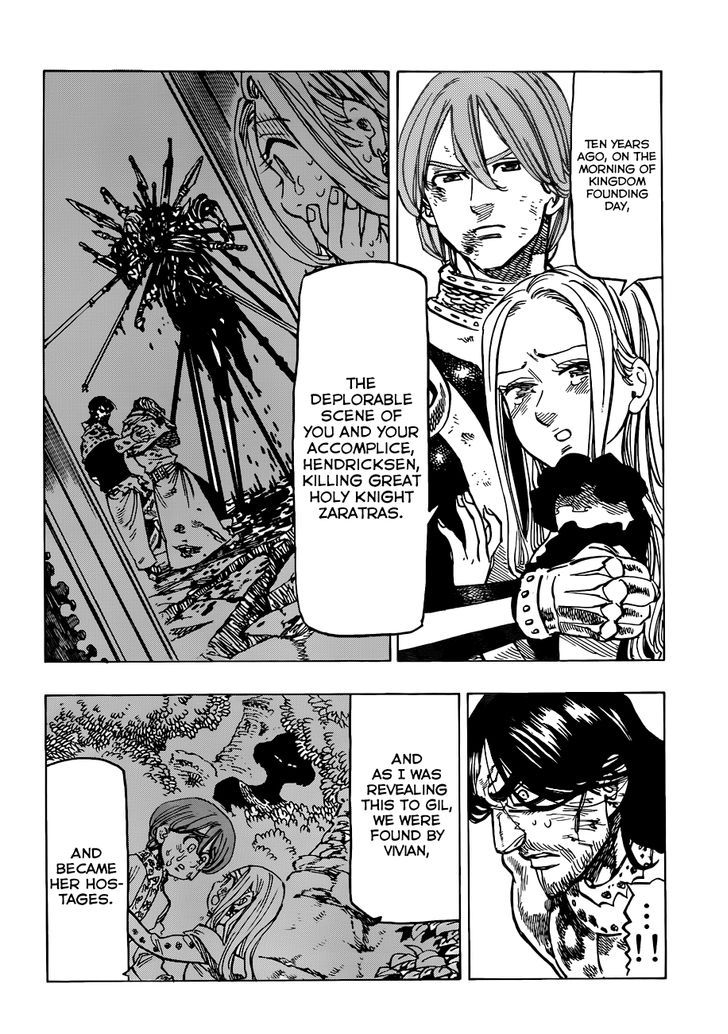 TEN YEARS
AGO, ON THE
MORNING OF
KINGDOM
FOUNDING
DAY,
THE
DEPLORABLE
SCENE OF
YOU AND YOUR
ACCOMPLICE,
HENDRICKSEN,
KILLING GREAT
HOLY KNIGHT
ZARATRAS.
...!!
AND
AS I WAS
REVEALING
THIS TO GIL,
WE WERE
FOUND BY
VIVIAN,
AND
BECAME
HER HOS-
TAGES.